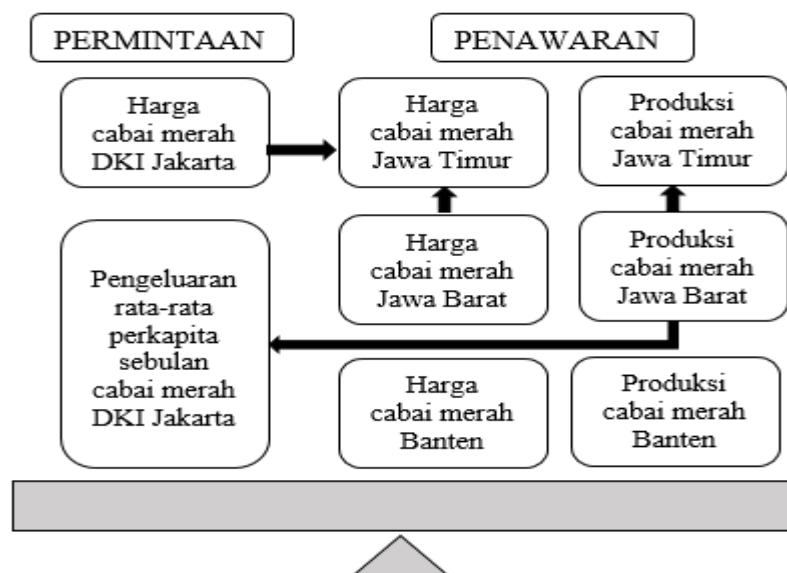 PERMINTAAN
PENAWARAN
Harga
cabai merah
DKI Jakarta
Harga
cabai merah
Jawa Timur
Produksi
cabai merah
Jawa Timur
Pengeluaran
rata-rata
perkapita
sebulan
cabai merah
DKI Jakarta
Harga
cabai merah
Jawa Barat
Produksi
cabai merah
Jawa Barat
Harga
cabai merah
Banten
Produksi
cabai merah
Banten